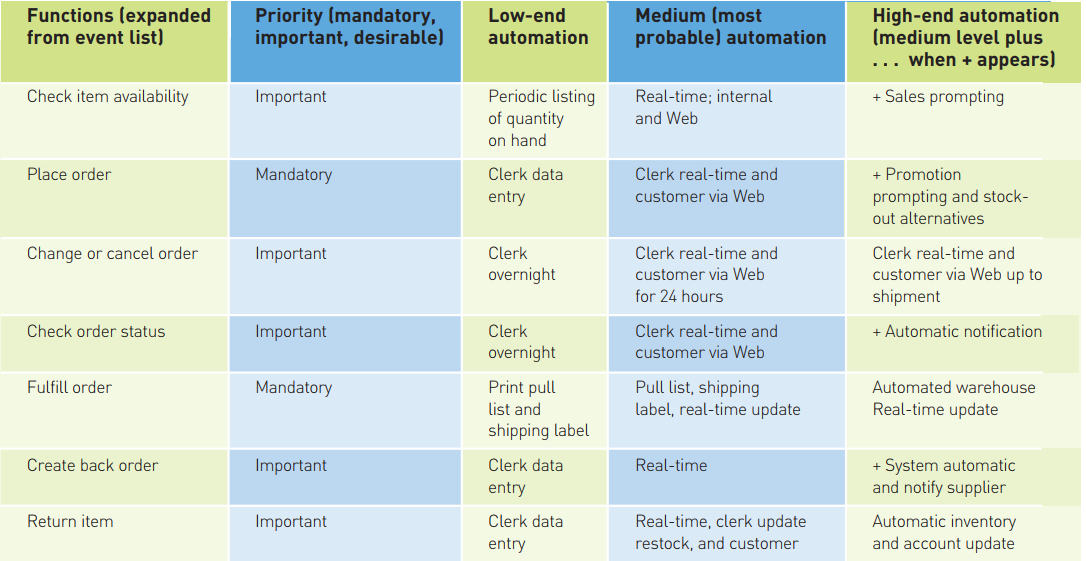 Functions (expanded
from event list)
Priority (mandatory,
important, desirable)
Low-end
automation
Medium (most
probable) automation
High-end automation
(medium level plus
. . . when + appears)
Check item availability
Important
Periodic listing
of quantity
on hand
Real-time; internal
and Web
+ Sales prompting
Place order
Mandatory
Clerk data
entry
Clerk real-time and
customer via Web
+ Promotion
prompting and stock-
out alternatives
Change or cancel order
Important
Clerk
overnight
Clerk real-time and
customer via Web
for 24 hours
Clerk real-time and
customer via Web up to
shipment
Check order status
Important
Clerk
overnight
Clerk real-time and
customer via Web
+ Automatic notification
Fulfill order
Mandatory
Print pull
list and
shipping label
Pull list, shipping
label, real-time update
Automated warehouse
Real-time update
Create back order
Important
Clerk data
entry
Real-time
+ System automatic
and notify supplier
Return item
Important
Clerk data
entry
Real-time, clerk update
restock, and customer
Automatic inventory
and account update